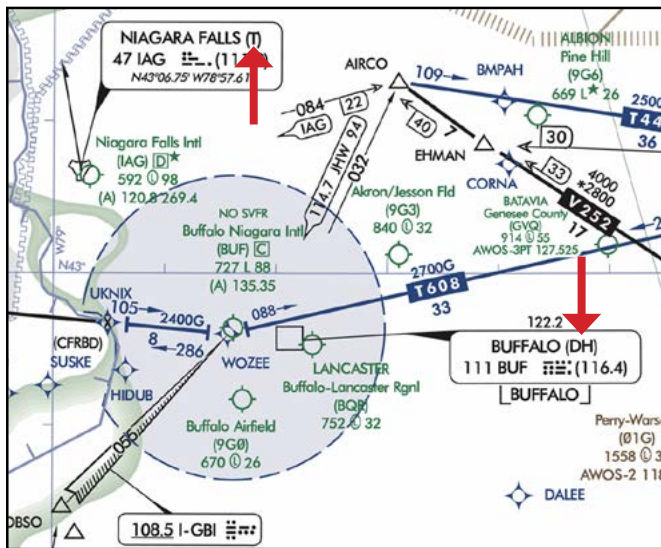 NIAGARA FALLS (T)
47 IAG
N43°06.75' W78°57.61'
ALBION
Pine Hill
(9G6)
669 L★ 26
AIRCO
109
BMPAH
2500
T44
36
084
IAG
22
40
7
30
EHMAN
33
CORNA
4000
*2800
V252
17
Niagara Falls Intl
(IAG) D★
592 Ⓛ 98
(A) 120.8 269.4
114.7 JHW 94
032
Akron/Jesson Fld
(9G3)
840 Ⓛ 32
BATAVIA
Genesee County
(GVQ)
914 Ⓛ 55
AWOS-3PT 127.525
NO SVFR
Buffalo Niagara Intl
(BUF) C
727 L 88
(A) 135.35
W79°
N43°
UKNIX
105
2400G
088
2700G
T608
33
(CFRBD)
SUSKE
8
286
WOZEE
HIDUB
122.2
BUFFALO (DH)
111 BUF (116.4)
BUFFALO
LANCASTER
Buffalo-Lancaster Rgnl
(BQR)
752 Ⓛ 32
Buffalo Airfield
(9G0)
670 Ⓛ 26
055
Perry-Wars
(01G)
1558 Ⓛ 3
AWOS-2 118
DALEE
OBSO
108.5 I-GBI